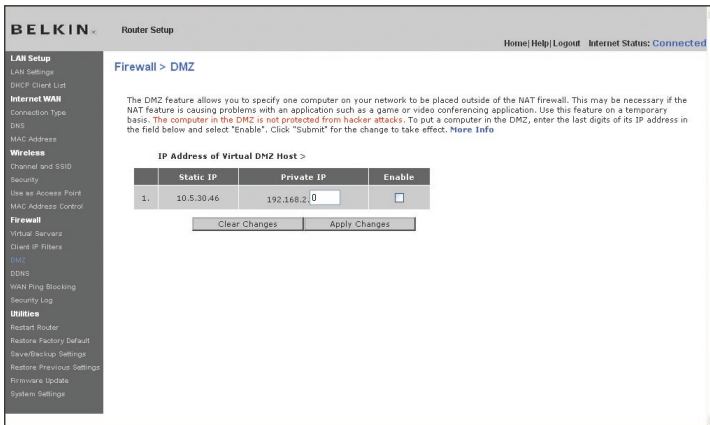 BELKIN
Router Setup
Home|Help|Logout Internet Status: Connected
LAN Setup
LAN Settings
DHCP Client List
Internet WAN
Connection Type
DNS
MAC Address
Wireless
Channel and SSID
Security
Use as Access Point
MAC Address Control
Firewall
Virtual Servers
Client IP Filters
DMZ
DDNS
WAN Ping Blocking
Security Log
Utilities
Restart Router
Restore Factory Default
Save/Backup Settings
Restore Previous Settings
Firmware Update
System Settings
Firewall > DMZ
The DMZ feature allows you to specify one computer on your network to be placed outside of the NAT firewall. This may be necessary if the
NAT feature is causing problems with an application such as a game or video conferencing application. Use this feature on a temporary
basis. The computer in the DMZ is not protected from hacker attacks. To put a computer in the DMZ, enter the last digits of its IP address in
the field below and select "Enable". Click "Submit" for the change to take effect. More Info
IP Address of Virtual DMZ Host >
Static IP Private IP Enable
1. 10.5.30.46 192.168.2.0
Clear Changes Apply Changes